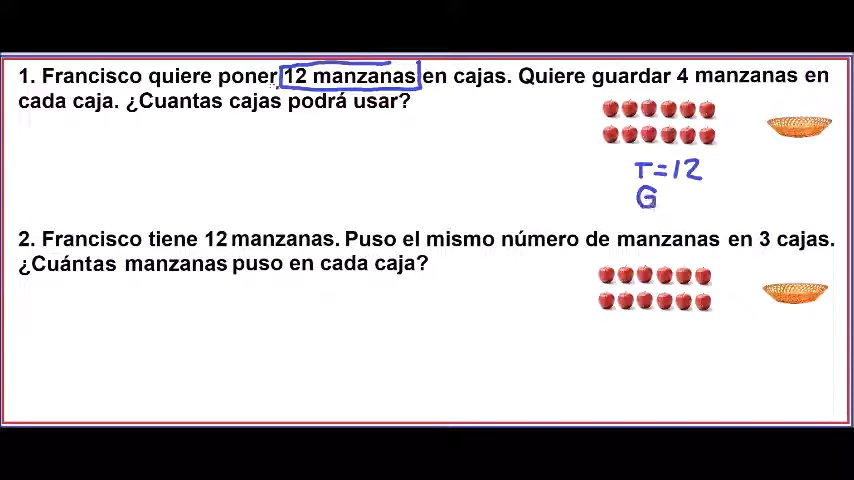 1. Francisco quiere poner 12 manzanas en cajas. Quiere guardar 4 manzanas en
cada caja. ¿Cuantas cajas podrá usar?
T=12
G
2. Francisco tiene 12 manzanas. Puso el mismo número de manzanas en 3 cajas.
¿Cuántas manzanas puso en cada caja?